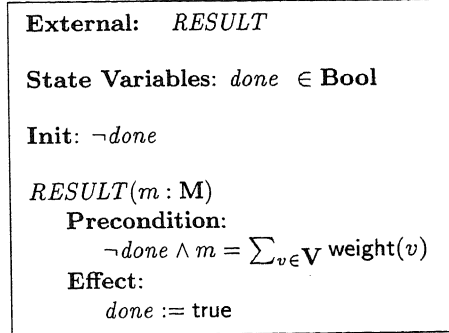 External: RESULT
State Variables: done ∈ Bool
Init: ¬done
RESULT(m : M)
Precondition:
¬done ∧ m = ∑v∈V weight(v)
Effect:
done := true